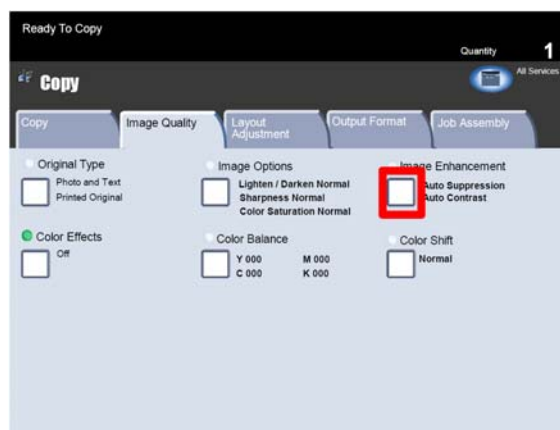 Ready To Copy
Quantity 1
Copy
All Services
Copy
Image Quality
Layout
Adjustment
Output Format
Job Assembly
Original Type
Photo and Text
Printed Original
Image Options
Lighten / Darken Normal
Sharpness Normal
Color Saturation Normal
Image Enhancement
Auto Suppression
Auto Contrast
Color Effects
Off
Color Balance
Y 000 M 000
C 000 K 000
Color Shift
Normal